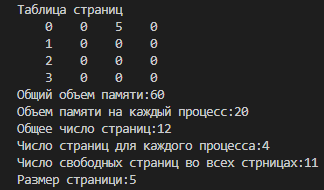 Таблица страниц
0 0 5 0
1 0 0 0
2 0 0 0
3 0 0 0
Общий объем памяти:60
Объем памяти на каждый процесс:20
Общее число страниц:12
Число страниц для каждого процесса:4
Число свободных страниц во всех стрницах:11
Размер страници:5